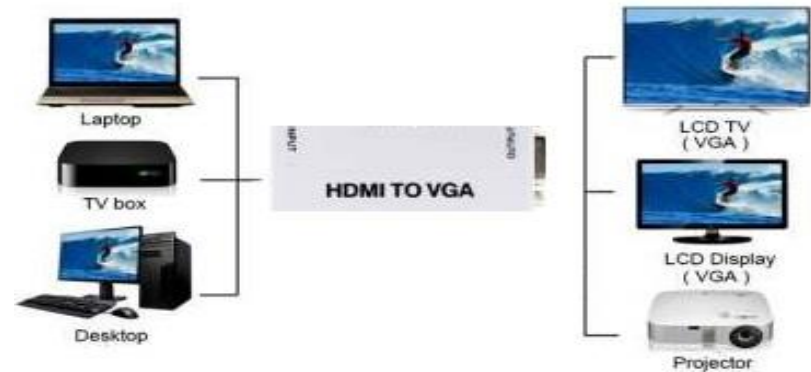 Laptop
TV box
Desktop
INPUT
OUTPUT
HDMI TO VGA
LCD TV
( VGA )
LCD Display
( VGA )
Projector